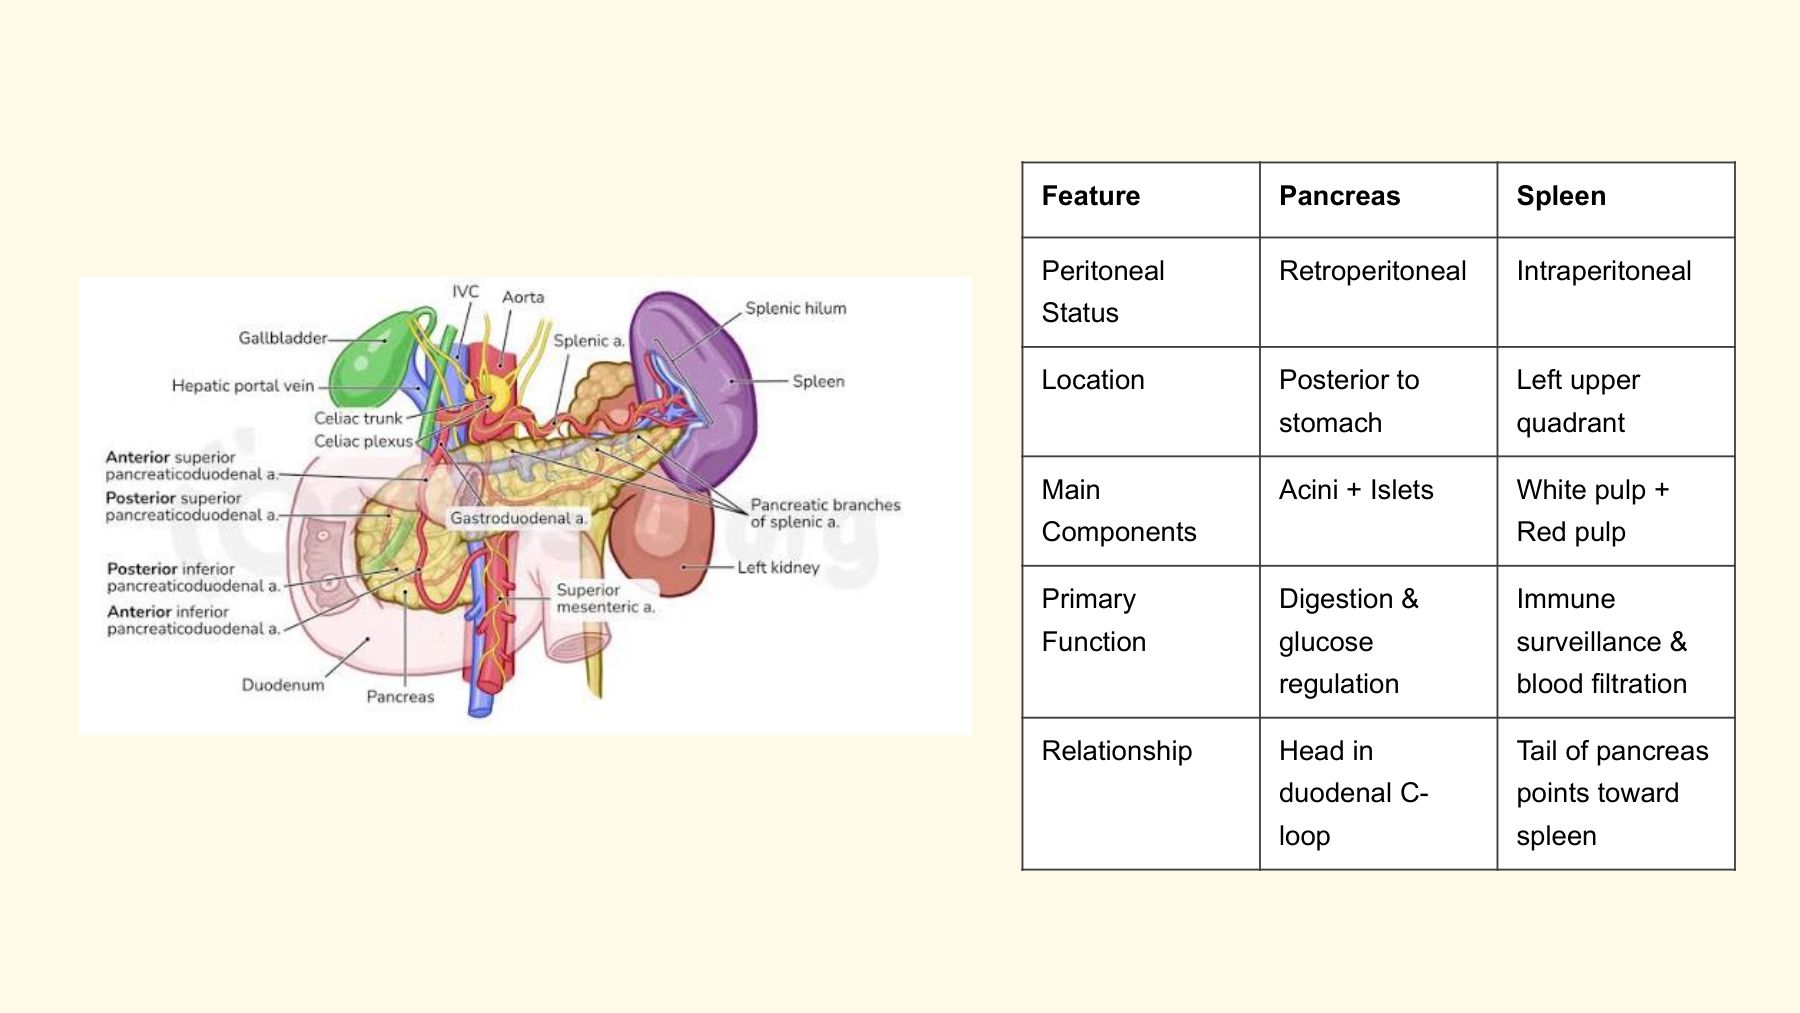 IVC
Aorta
Splenic hilum
Gallbladder
Splenic a.
Hepatic portal vein
Spleen
Celiac trunk
Celiac plexus
Anterior superior
pancreaticoduodenal a.
Posterior superior
pancreaticoduodenal a.
Gastroduodenal a.
Pancreatic branches
of splenic a.
Posterior inferior
pancreaticoduodenal a.
Left kidney
Anterior inferior
pancreaticoduodenal a.
Superior
mesenteric a.
Duodenum
Pancreas
Feature Pancreas Spleen
Peritoneal Retroperitoneal Intraperitoneal
Status
Location Posterior to Left upper
stomach quadrant
Main Acini + Islets White pulp +
Components Red pulp
Primary Digestion & Immune
Function glucose surveillance &
regulation blood filtration
Relationship Head in Tail of pancreas
duodenal C- points toward
loop spleen